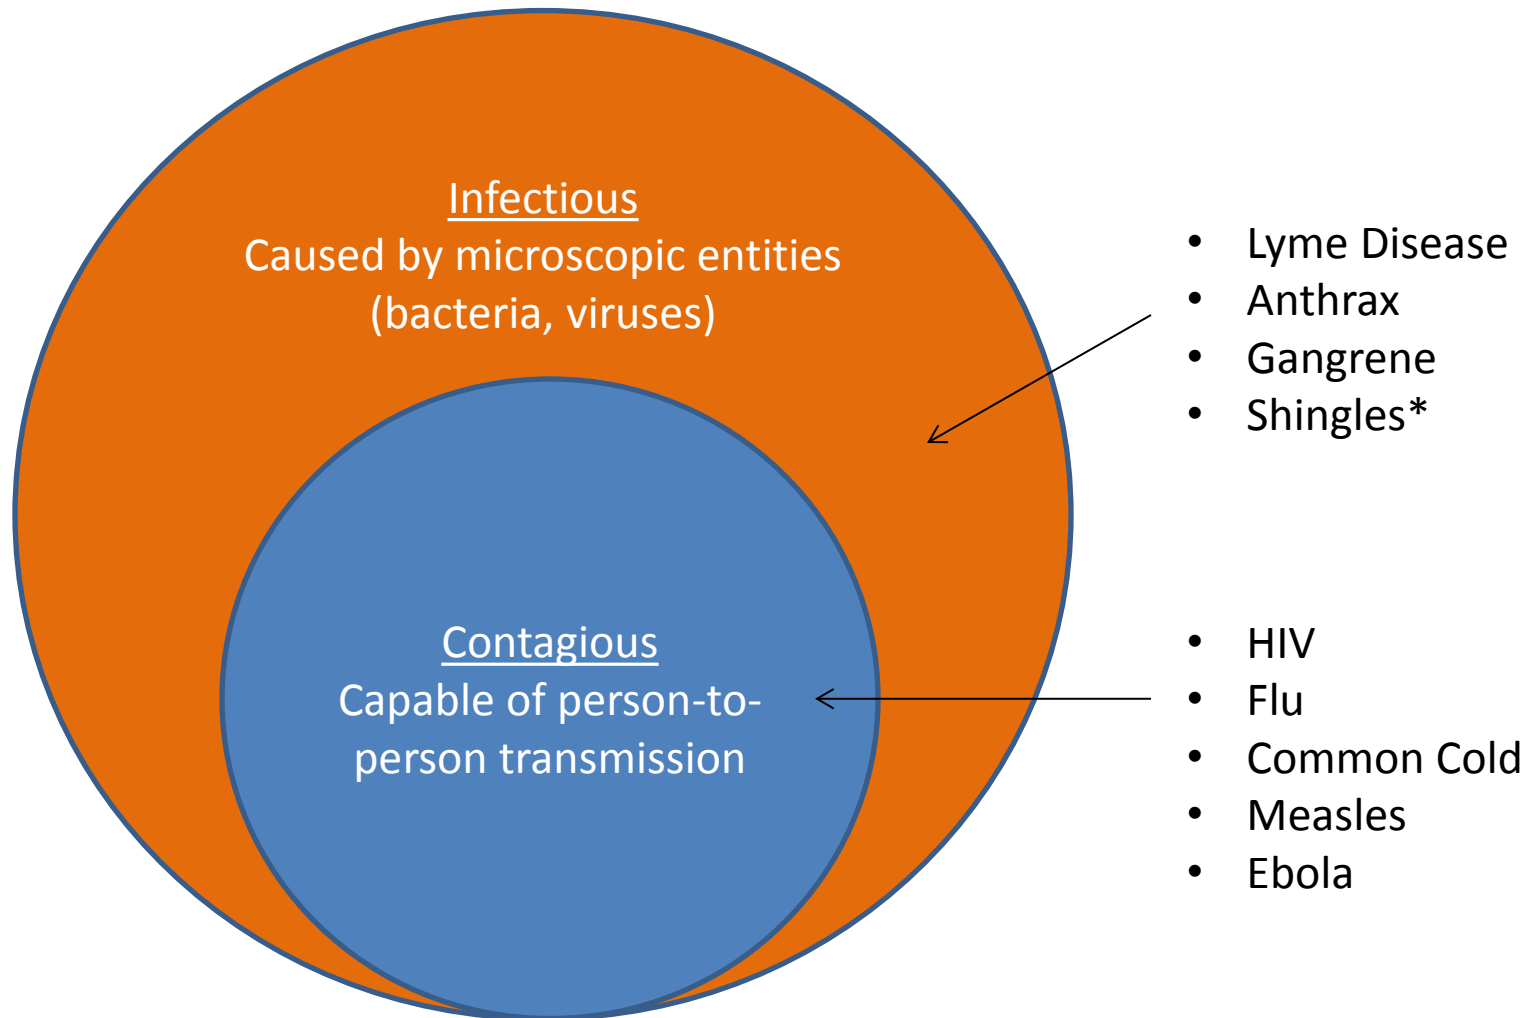 Infectious
Caused by microscopic entities
(bacteria, viruses)
• Lyme Disease
• Anthrax
• Gangrene
• Shingles*
Contagious
Capable of person-to-
person transmission
• HIV
• Flu
• Common Cold
• Measles
• Ebola